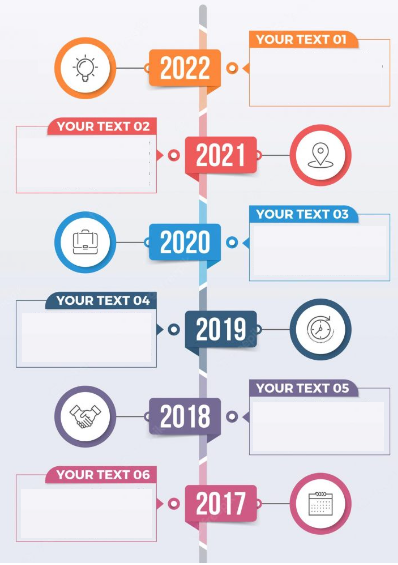 2022
YOUR TEXT 01
YOUR TEXT 02
2021
2020
YOUR TEXT 03
YOUR TEXT 04
2019
2018
YOUR TEXT 05
YOUR TEXT 06
2017